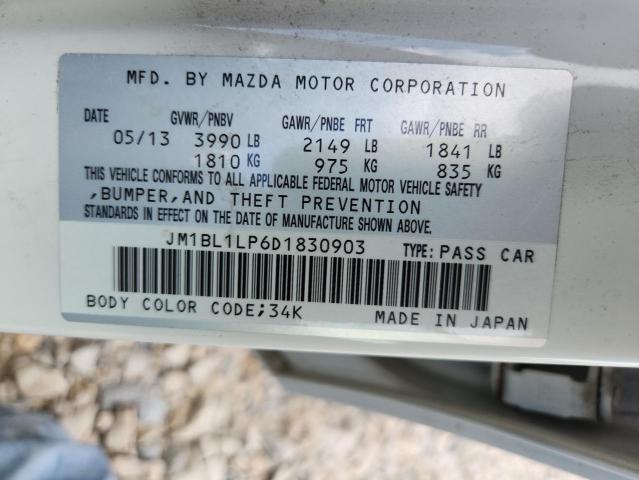 MFD. BY MAZDA MOTOR CORPORATION
DATE GVWR/PNBV GAWR/PNBE FRT GAWR/PNBE RR
05/13 3990 LB 2149 LB 1841 LB
1810 KG 975 KG 835 KG
THIS VEHICLE CONFORMS TO ALL APPLICABLE FEDERAL MOTOR VEHICLE SAFETY
,BUMPER,AND THEFT PREVENTION
STANDARDS IN EFFECT ON THE DATE OF MANUFACTURE SHOWN ABOVE.
JM1BL1LP6D1830903 TYPE: PASS CAR
BODY COLOR CODE;34K MADE IN JAPAN